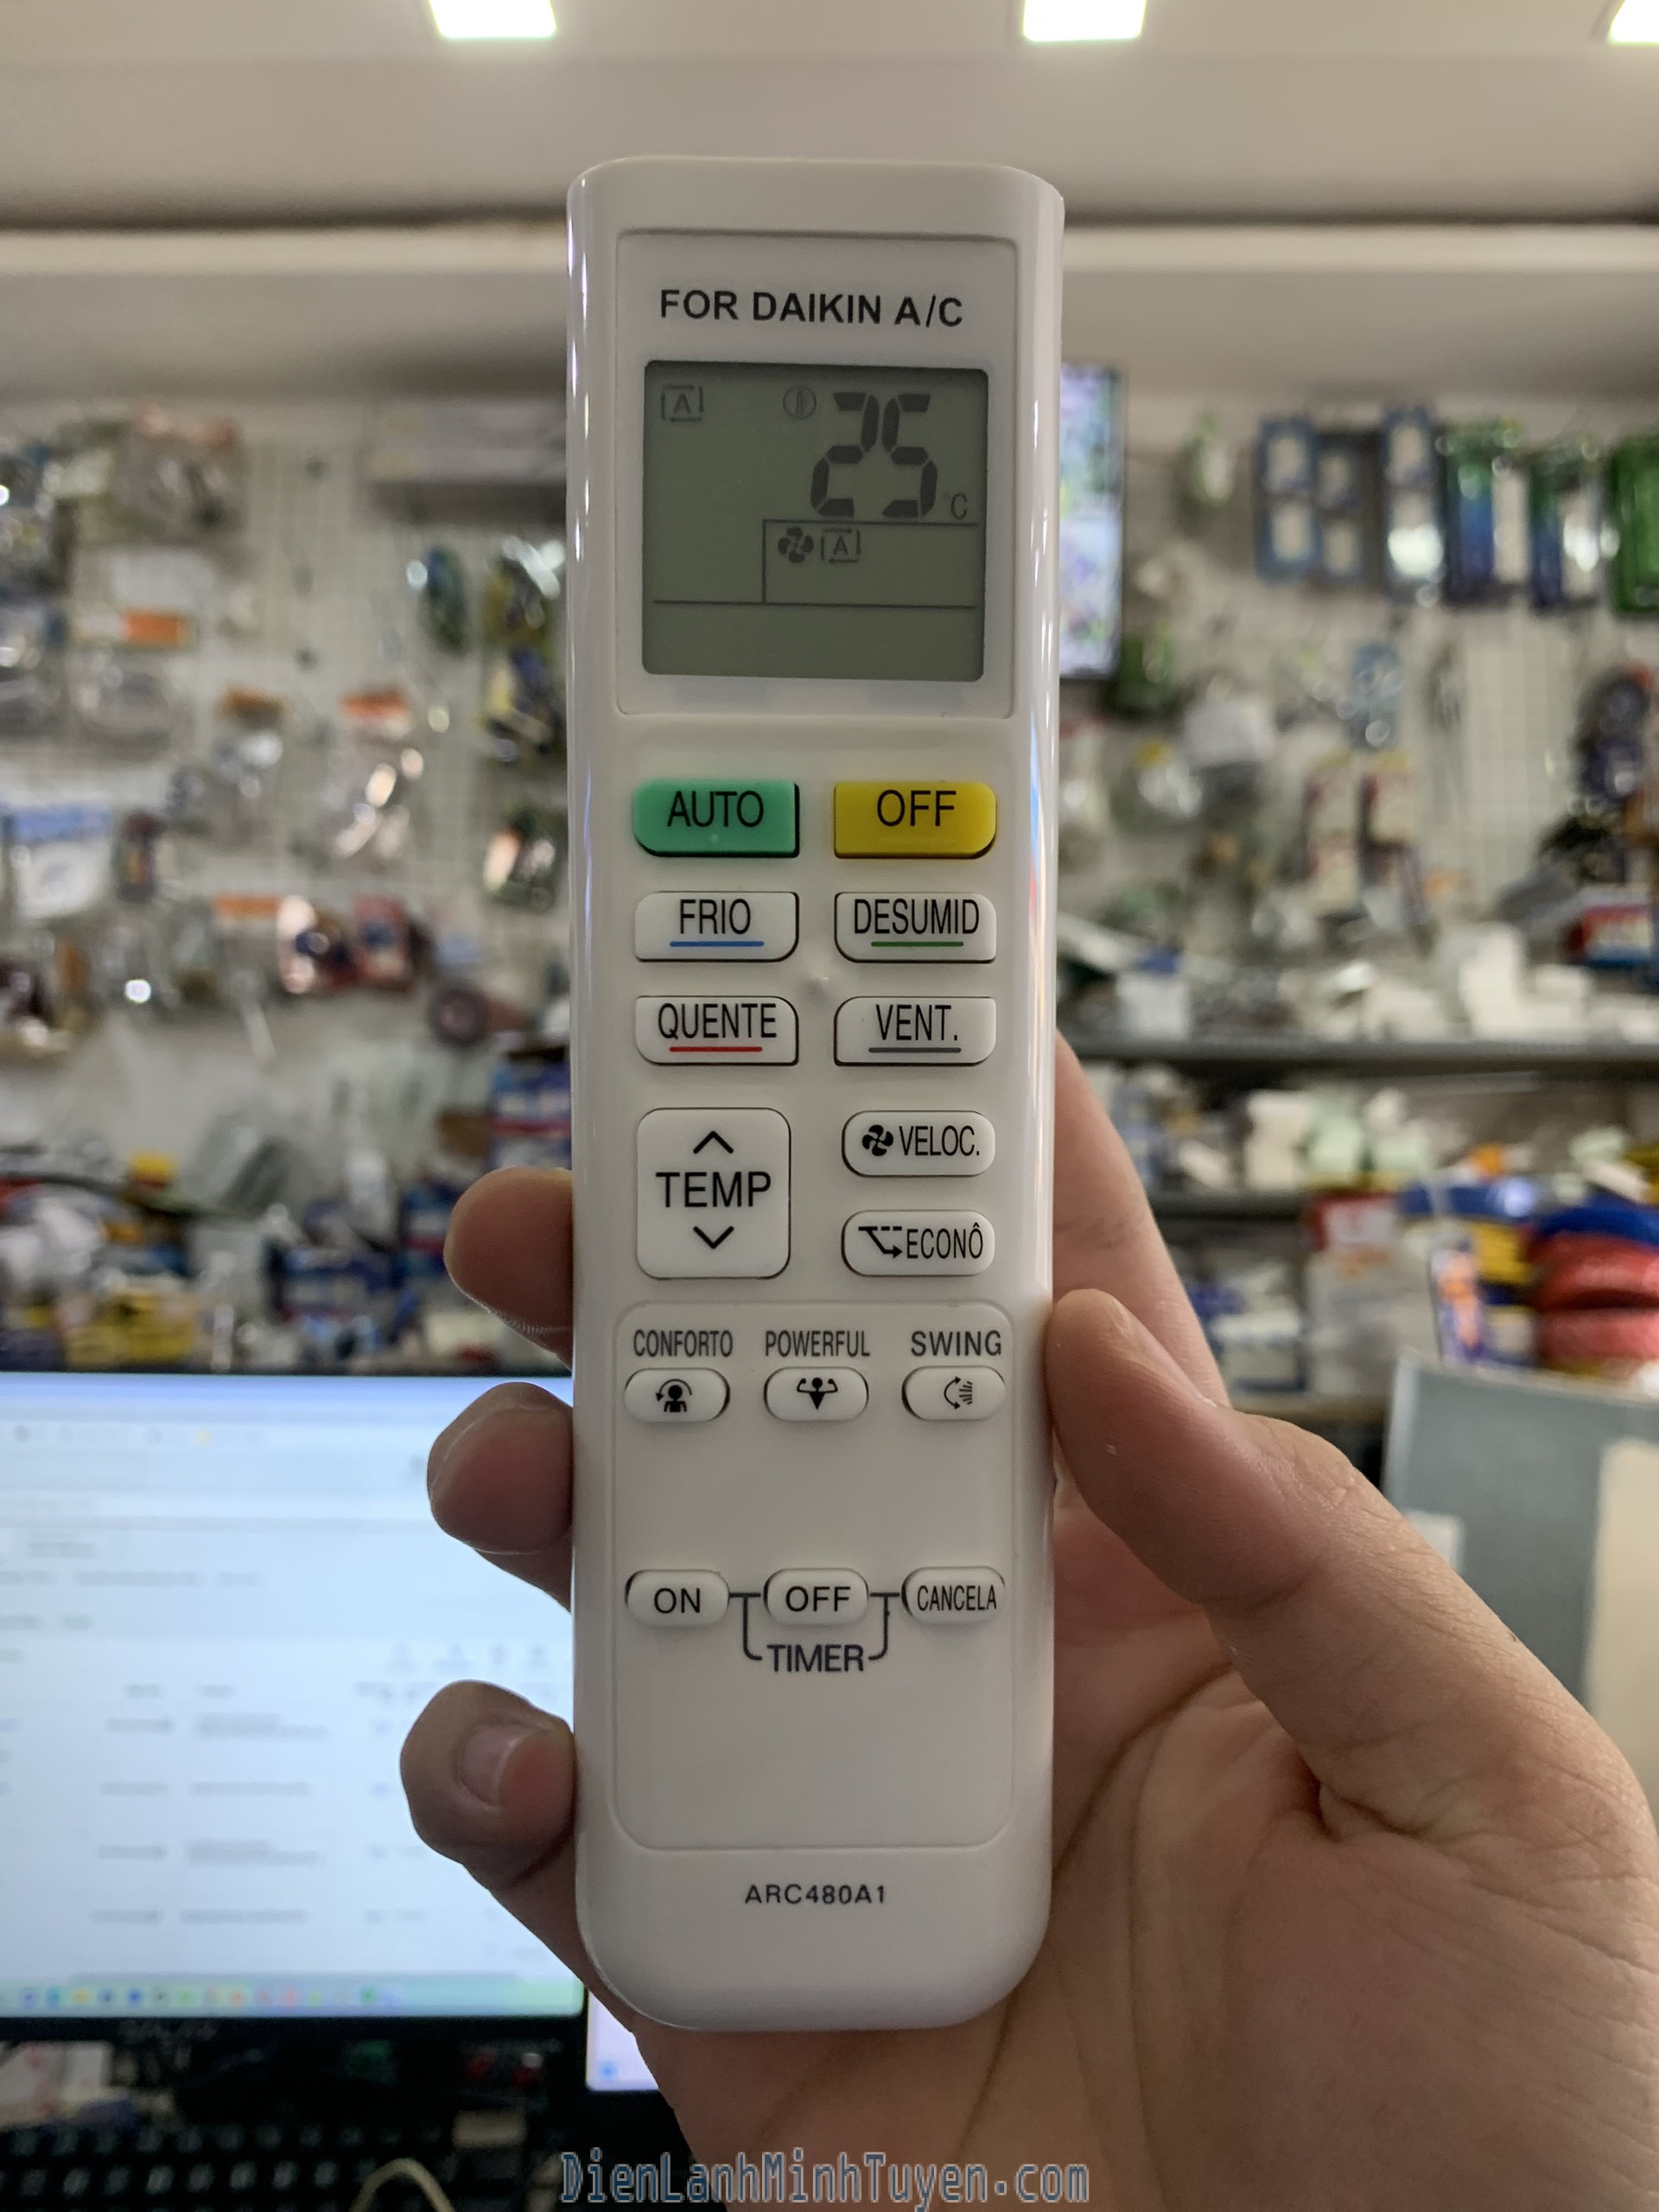 FOR DAIKIN A/C
A
25
°C
A
AUTO OFF
FRIO DESUMID
QUENTE VENT.
TEMP
VELOC.
ECONÔ
CONFORTO POWERFUL SWING
ON OFF CANCELA
TIMER
ARC480A1
DienLanhMinhTuyen.com